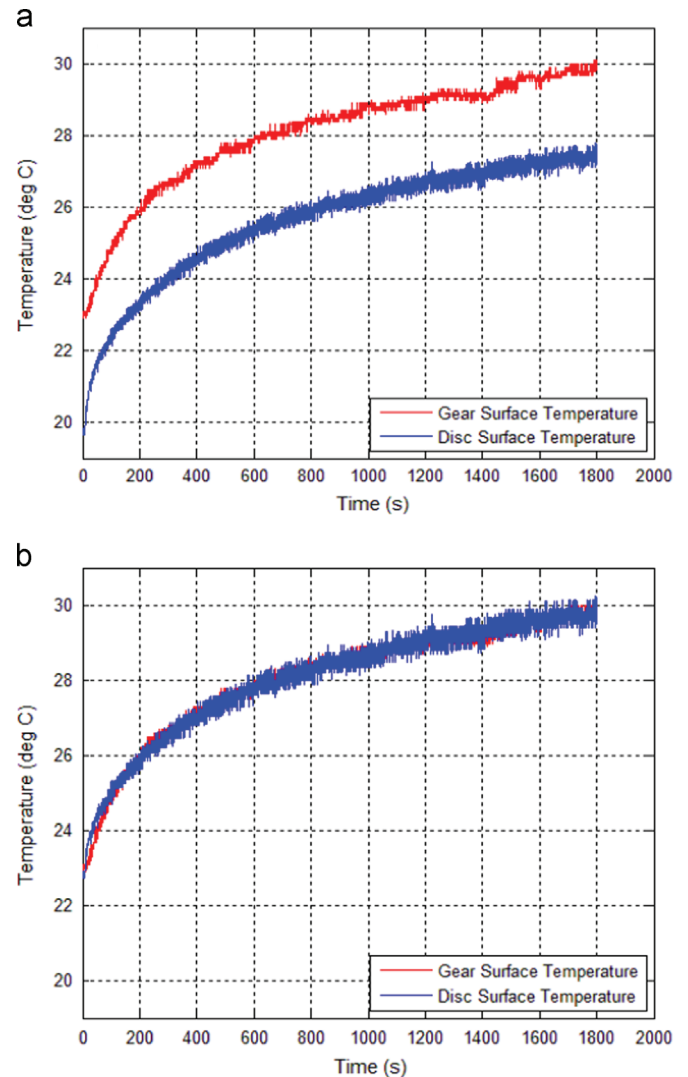 a
30
28
26
24
22
20
Temperature (deg C)
Gear Surface Temperature
Disc Surface Temperature
0 200 400 600 800 1000 1200 1400 1600 1800 2000
Time (s)
b
30
28
26
24
22
20
Temperature (deg C)
Gear Surface Temperature
Disc Surface Temperature
0 200 400 600 800 1000 1200 1400 1600 1800 2000
Time (s)